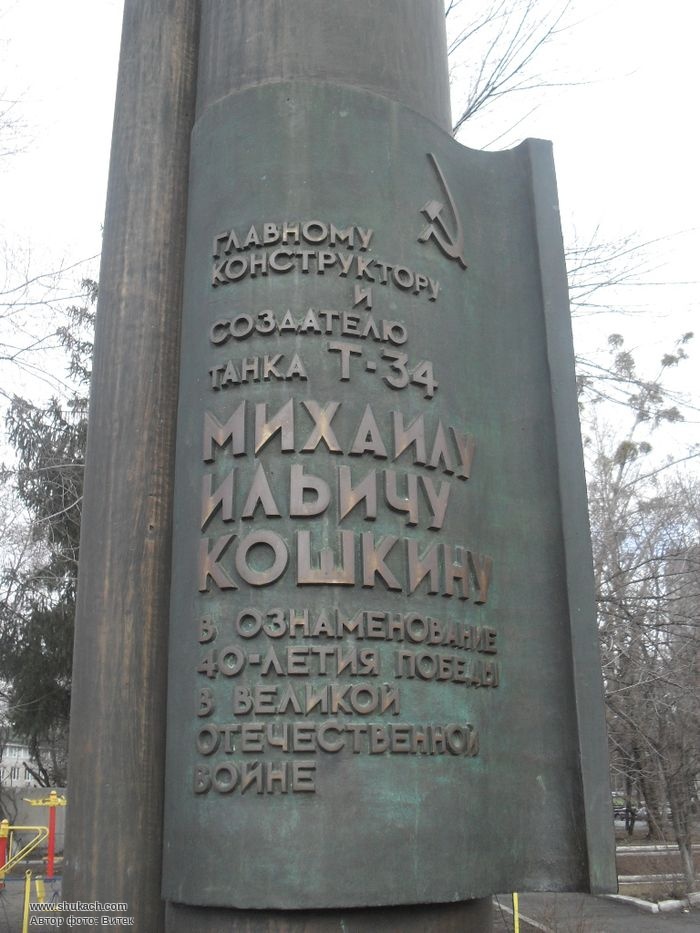 ГЛАВНОМУ
КОНСТРУКТОРУ
И
СОЗДАТЕЛЮ
ТАНКА Т-34
МИХАИЛУ
ИЛЬИЧУ
КОШКИНУ
В ОЗНАМЕНОВАНИЕ
40-ЛЕТИЯ ПОБЕДЫ
В ВЕЛИКОЙ
ОТЕЧЕСТВЕННОЙ
ВОЙНЕ
www.shukach.com
Автор фото: Витек